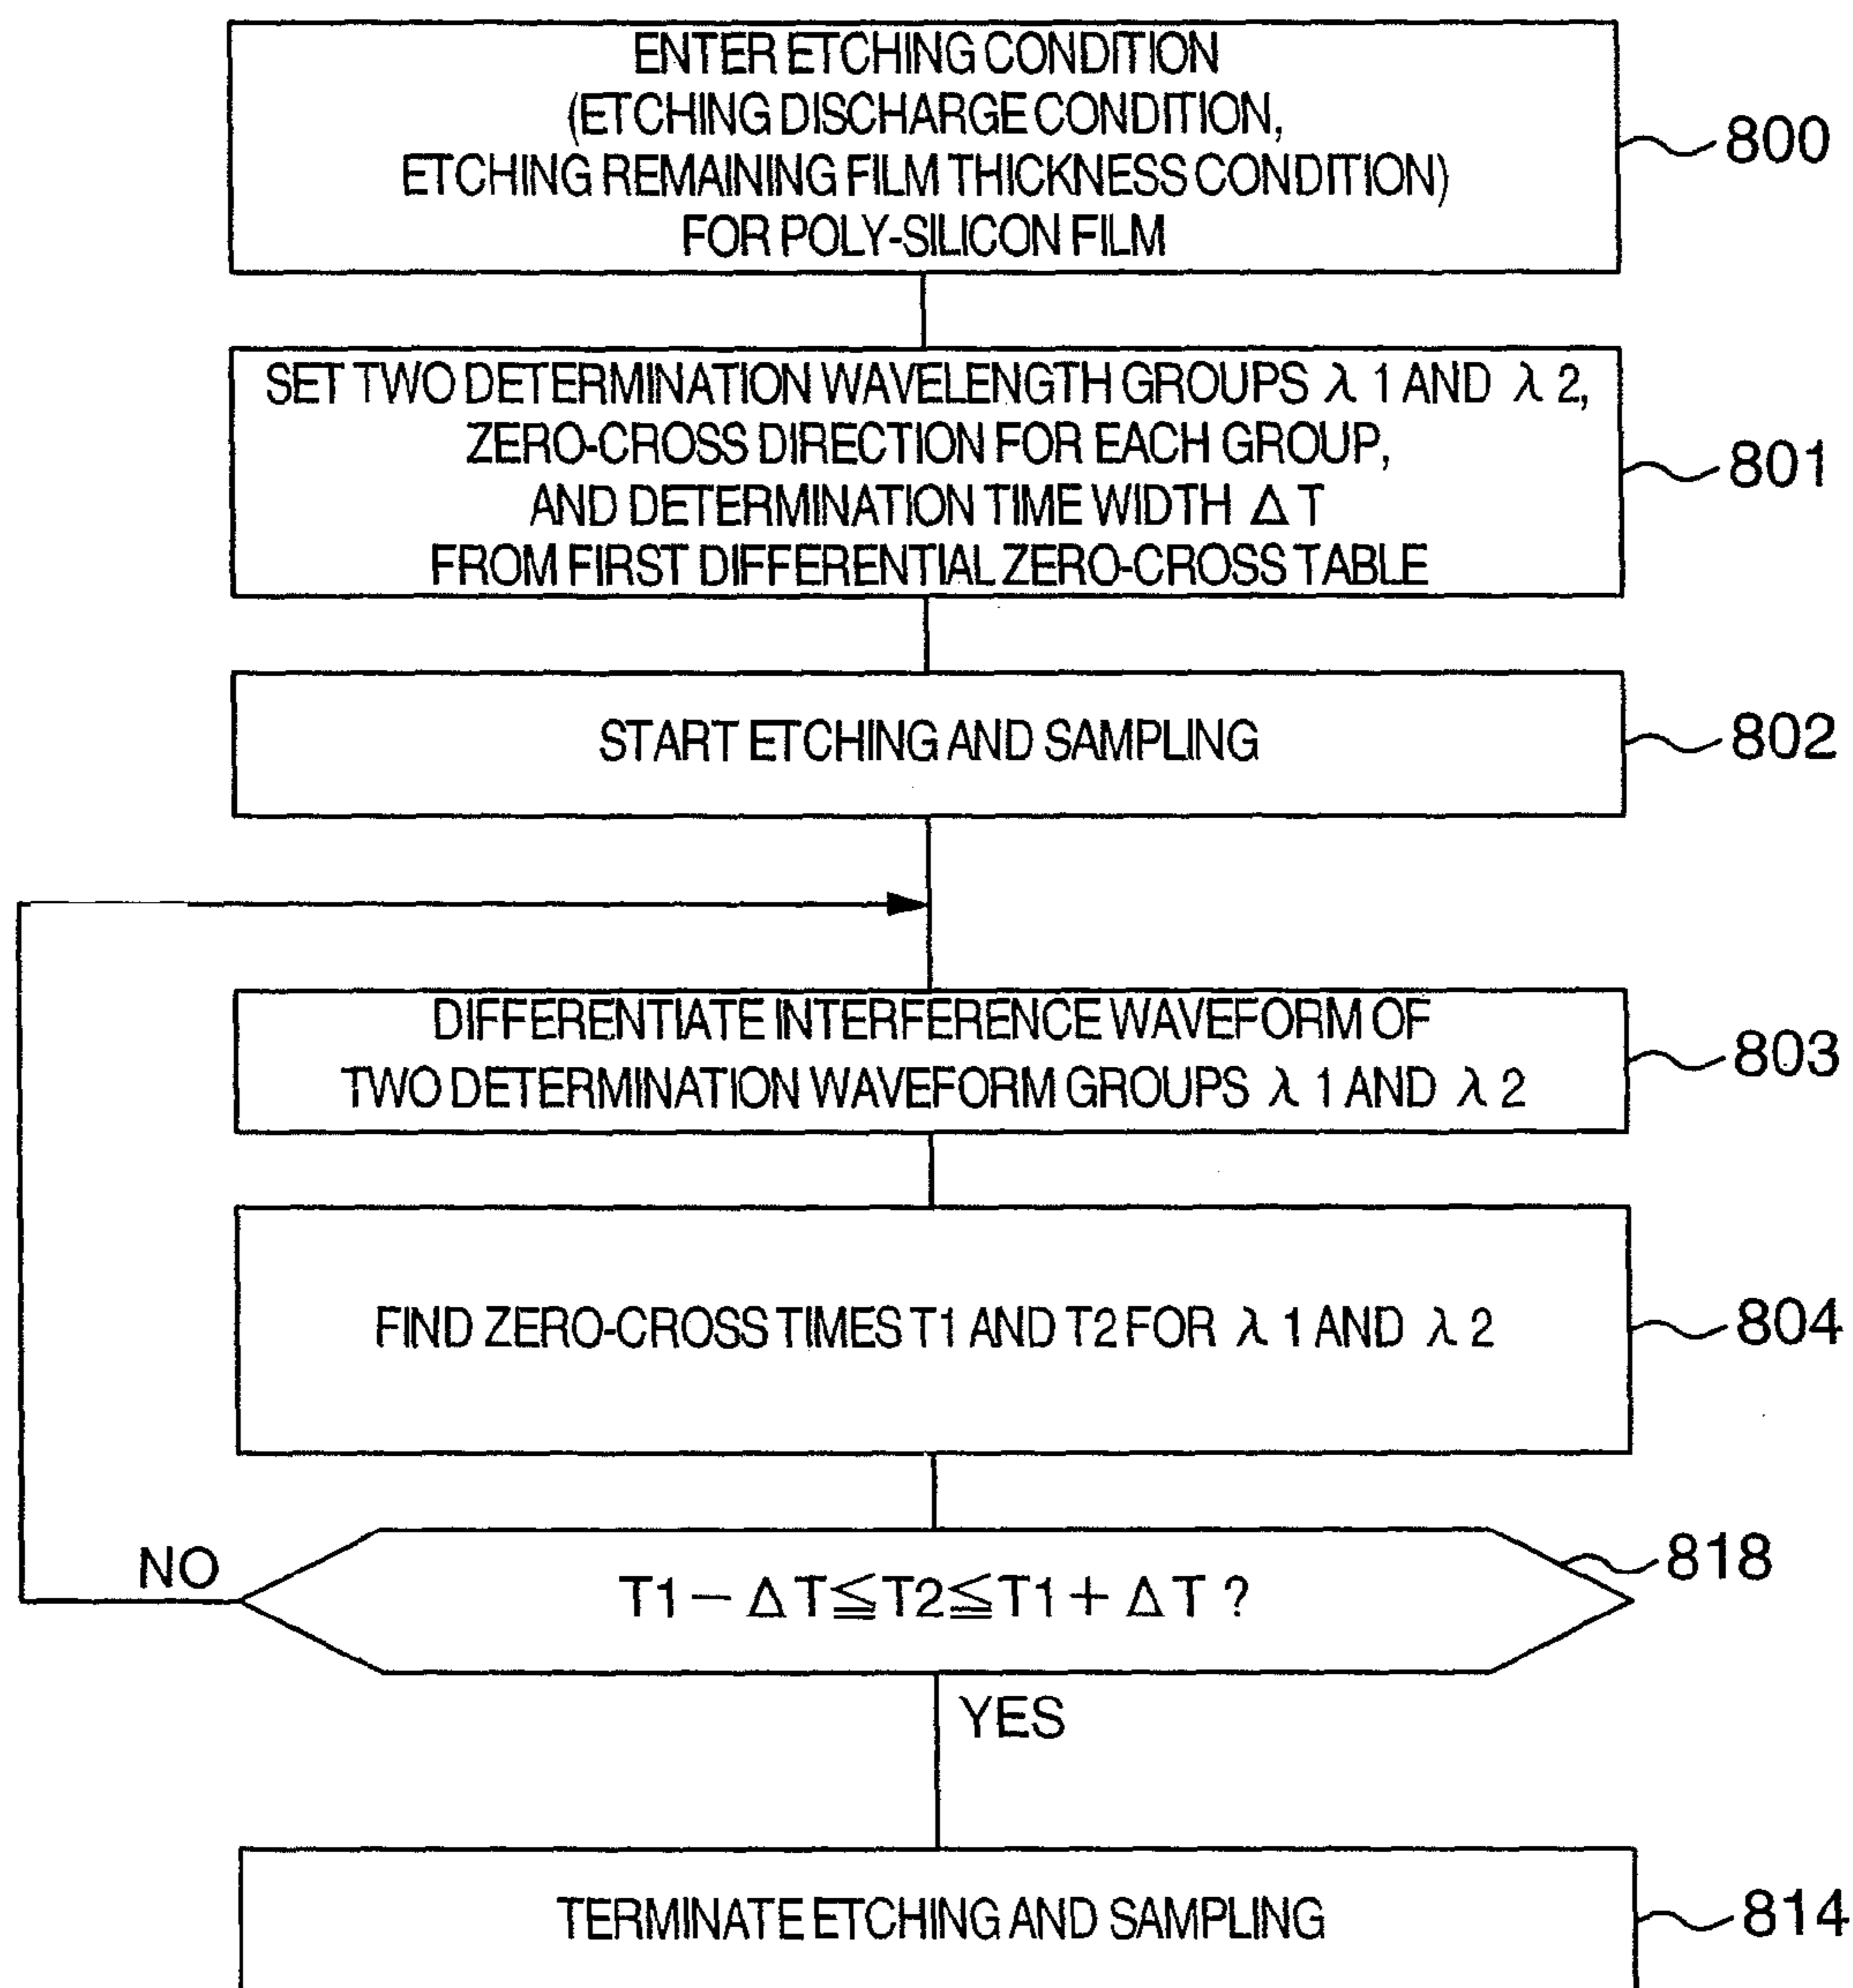 ENTER ETCHING CONDITION
(ETCHING DISCHARGE CONDITION,
ETCHING REMAINING FILM THICKNESS CONDITION)
FOR POLY-SILICON FILM
800
SET TWO DETERMINATION WAVELENGTH GROUPS λ 1 AND λ 2,
ZERO-CROSS DIRECTION FOR EACH GROUP,
AND DETERMINATION TIME WIDTH Δ T
FROM FIRST DIFFERENTIAL ZERO-CROSS TABLE
801
START ETCHING AND SAMPLING
802
DIFFERENTIATE INTERFERENCE WAVEFORM OF
TWO DETERMINATION WAVEFORM GROUPS λ 1 AND λ 2
803
FIND ZERO-CROSS TIMES T1 AND T2 FOR λ 1 AND λ 2
804
NO
T1 − Δ T ≦ T2 ≦ T1 + Δ T ?
818
YES
TERMINATE ETCHING AND SAMPLING
814